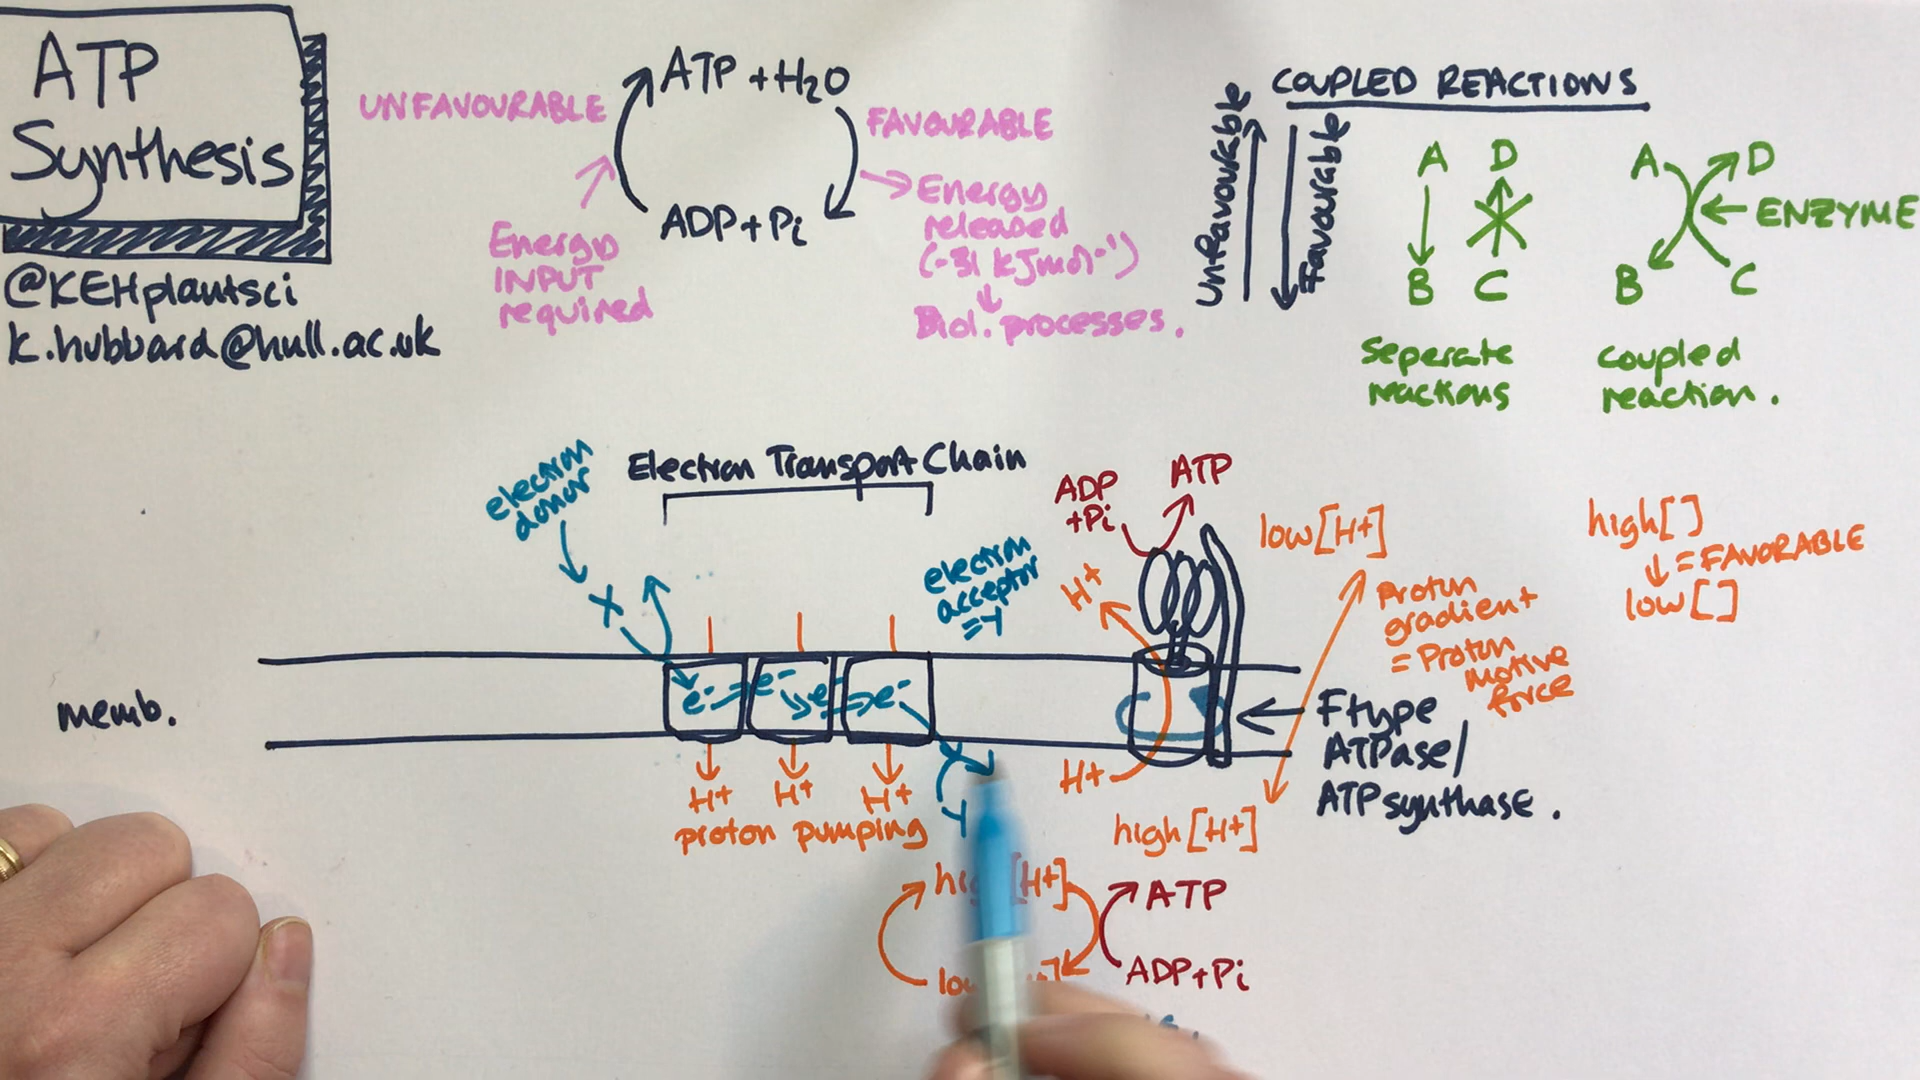 ATP
Synthesis
@KEHplantsci
k.hubbard@hull.ac.uk
UNFAVOURABLE
ATP + H2O
FAVOURABLE
ADP + Pi
Energy
INPUT
required
Energy
released
(-31 kJmol-1)
Biol. processes.
COUPLED REACTIONS
Unfavourable
Favourable
A D
B C
Seperate
reactions
A D
ENZYME
B C
coupled
reaction.
Electron Transport Chain
electron
donor
X
electron
acceptor
=Y
memb.
e- e- e- e-
H+ H+ H+
proton pumping
Y
ADP
+Pi
ATP
H+
H+
low [H+]
high [H+]
Proton
gradient
= Proton
motive
force
high [ ]
= FAVORABLE
low [ ]
F type
ATPase/
ATP synthase.
[H+]
ATP
ADP + Pi